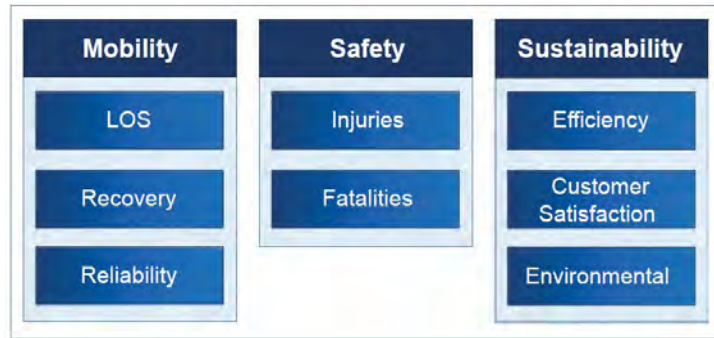 Mobility
LOS
Recovery
Reliability
Safety
Injuries
Fatalities
Sustainability
Efficiency
Customer
Satisfaction
Environmental